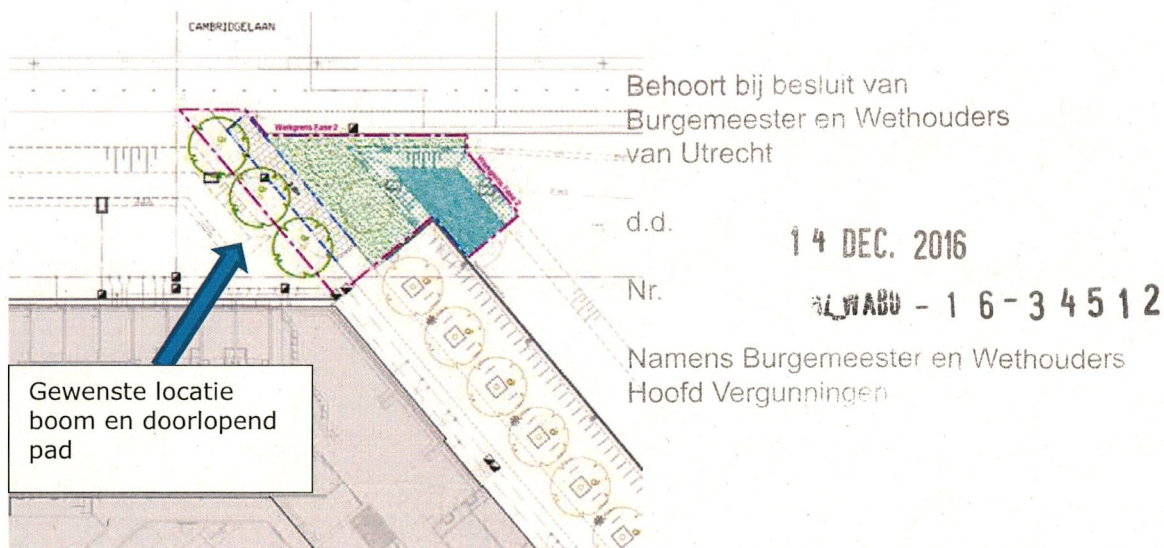 CAMBRIDGELAAN
Werkgrens Fase 2
Gewenste locatie
boom en doorlopend
pad
Behoort bij besluit van
Burgemeester en Wethouders
van Utrecht
d.d.
14 DEC. 2016
Nr.
WABO - 16-34512
Namens Burgemeester en Wethouders
Hoofd Vergunningen